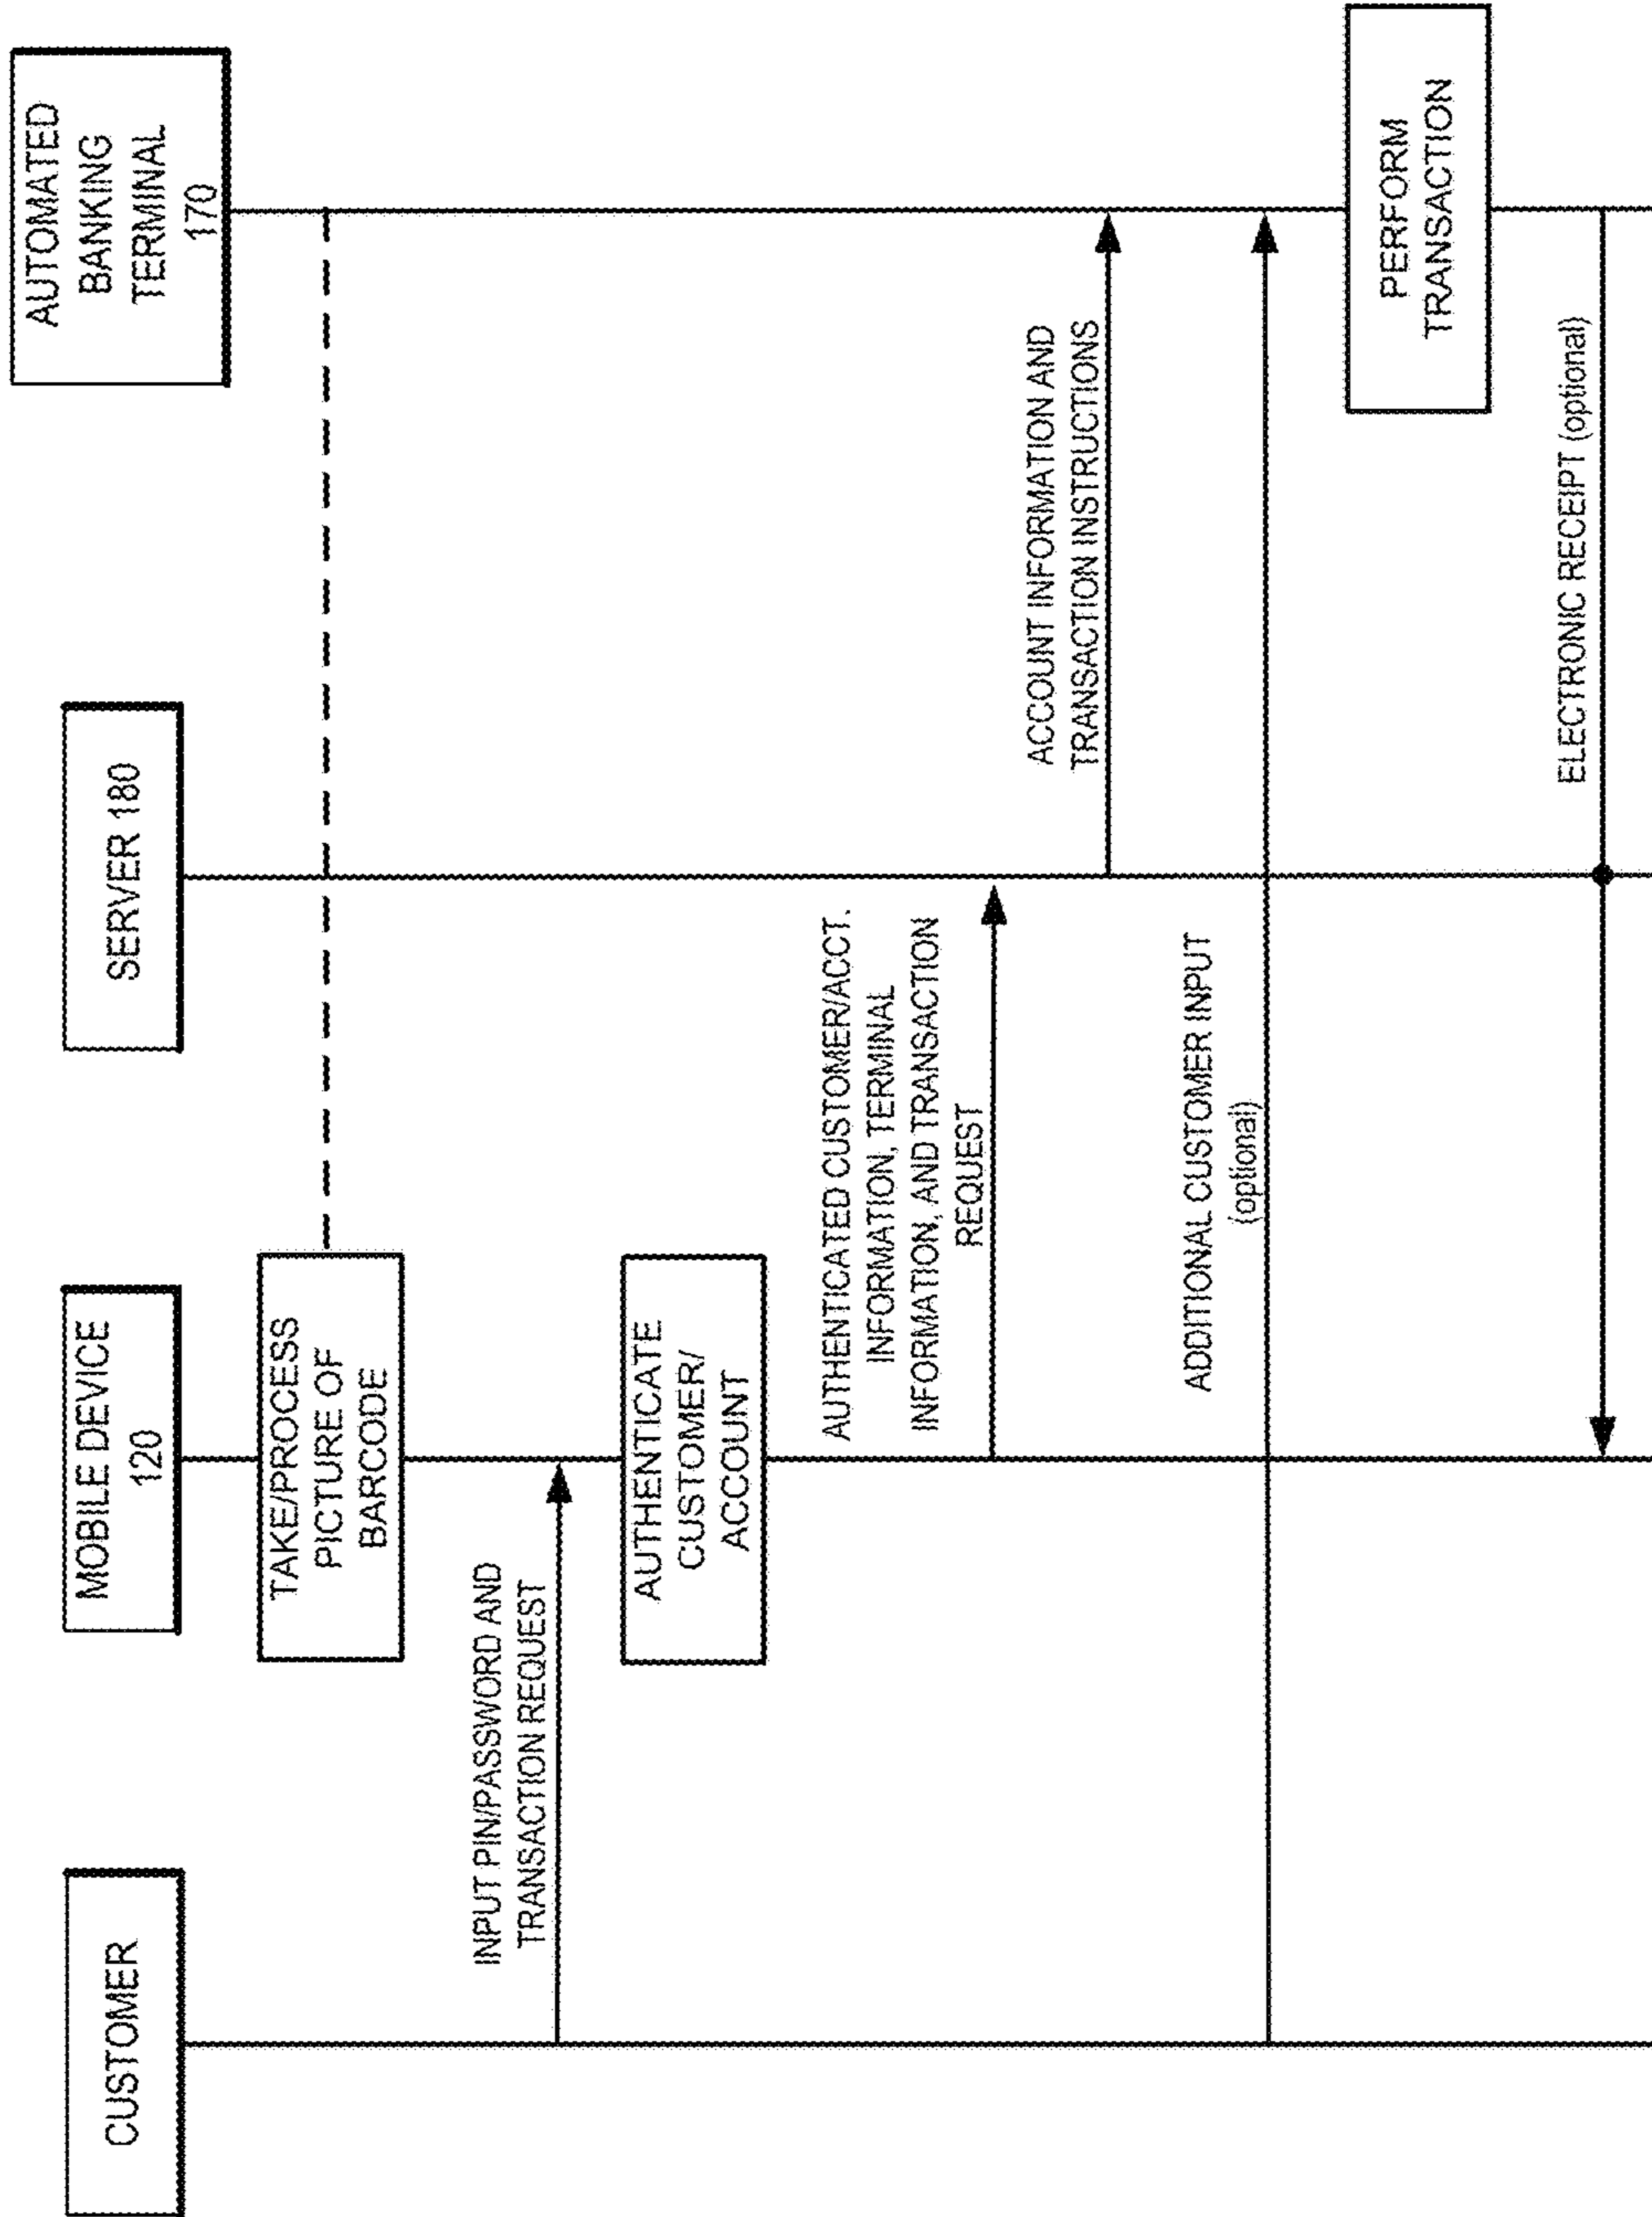 CUSTOMER
MOBILE DEVICE
120
SERVER 180
AUTOMATED
BANKING
TERMINAL
170
TAKE/PROCESS
PICTURE OF
BARCODE
INPUT PIN/PASSWORD AND
TRANSACTION REQUEST
AUTHENTICATE
CUSTOMER/
ACCOUNT
AUTHENTICATED CUSTOMER/ACCT.
INFORMATION, TERMINAL
INFORMATION, AND TRANSACTION
REQUEST
ACCOUNT INFORMATION AND
TRANSACTION INSTRUCTIONS
ADDITIONAL CUSTOMER INPUT
(optional)
PERFORM
TRANSACTION
ELECTRONIC RECEIPT (optional)